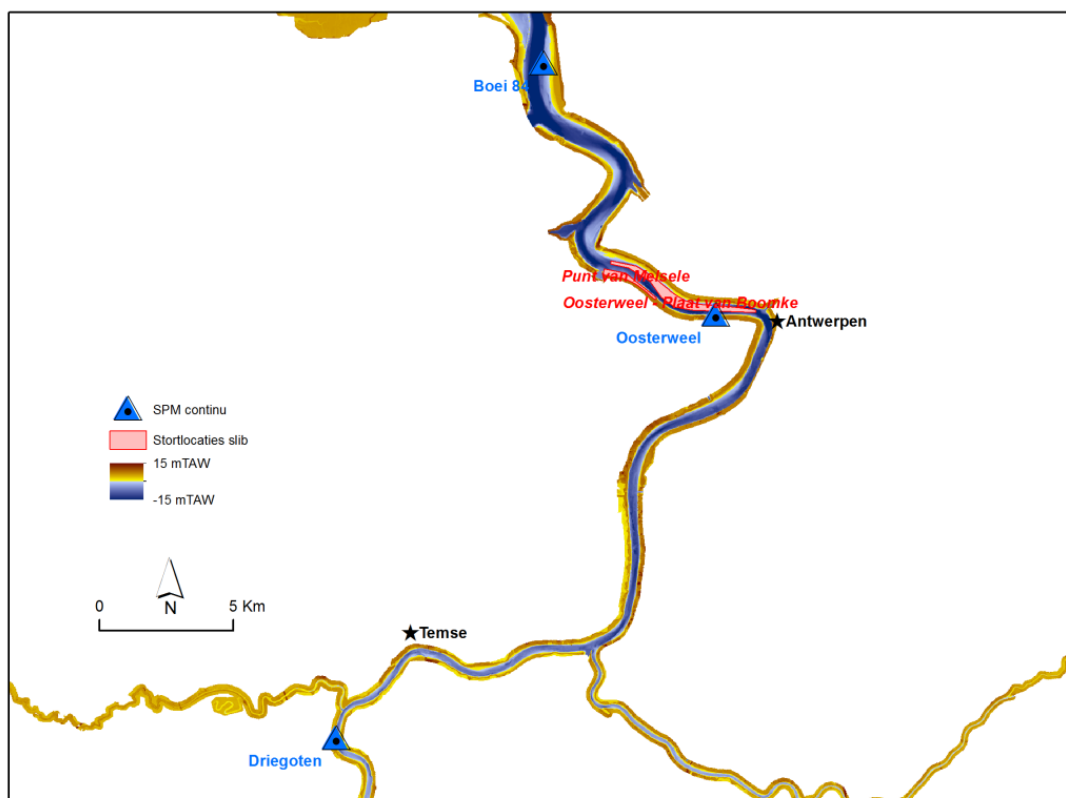 Boei 84
Punt van Melsele
Oosterweel - Plaat van Boomke
Antwerpen
Oosterweel
SPM continu
Stortlocaties slib
15 mTAW
-15 mTAW
N
0 5 Km
Temse
Driegoten